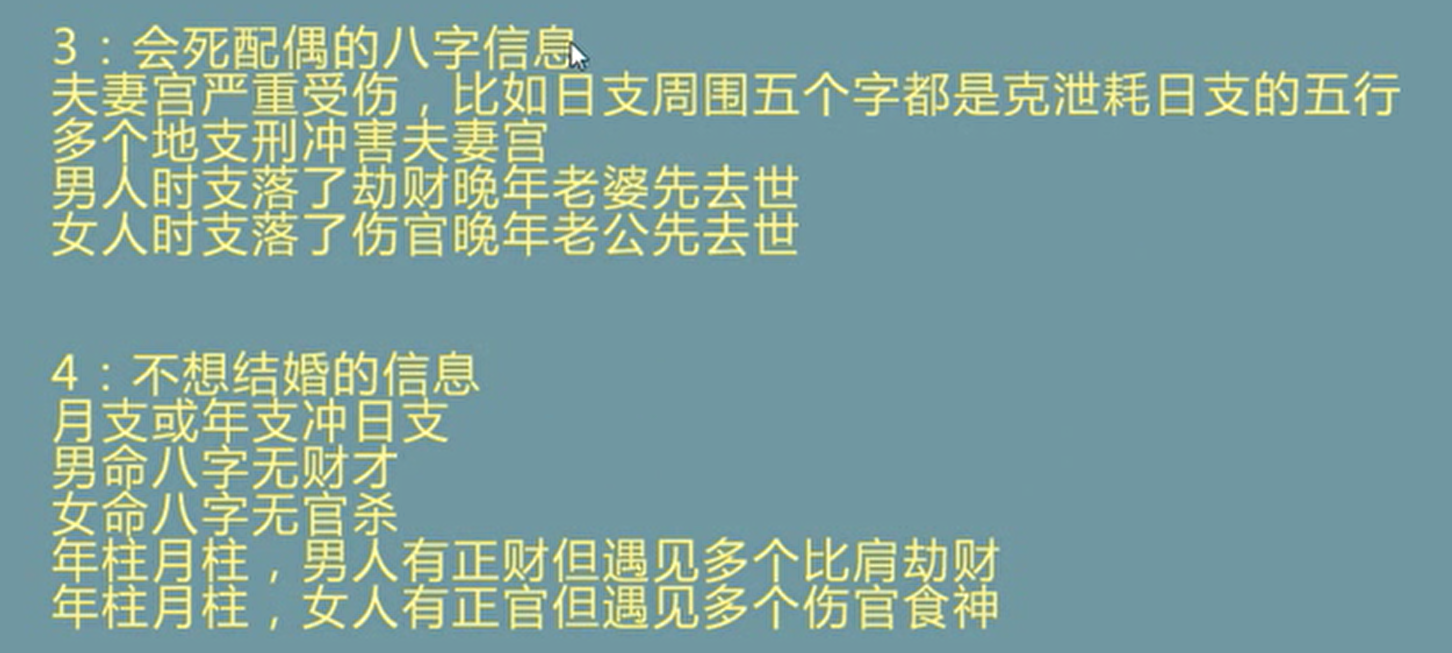 3：会死配偶的八字信息
夫妻宫严重受伤，比如日支周围五个字都是克泄耗日支的五行
多个地支刑冲害夫妻宫
男人时支落了劫财晚年老婆先去世
女人时支落了伤官晚年老公先去世
4：不想结婚的信息
月支或年支冲日支
男命八字无财才
女命八字无官杀
年柱月柱，男人有正财但遇见多个比肩劫财
年柱月柱，女人有正官但遇见多个伤官食神